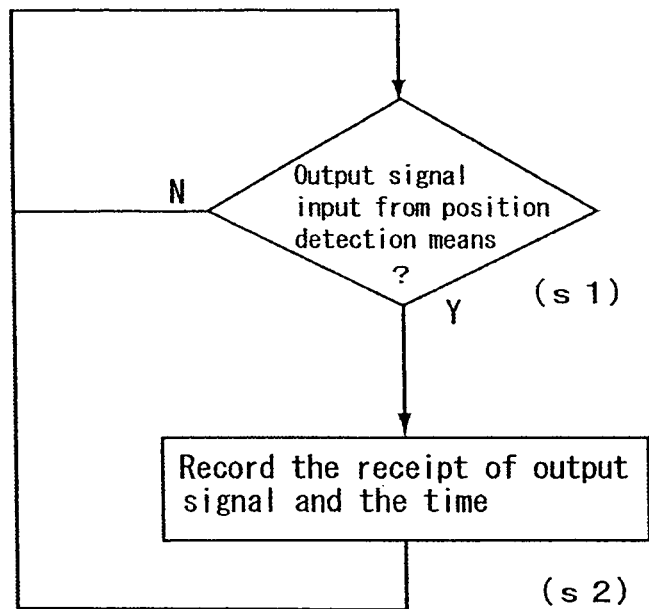 Output signal
input from position
detection means
?
N
(s 1)
Y
Record the receipt of output
signal and the time
(s 2)